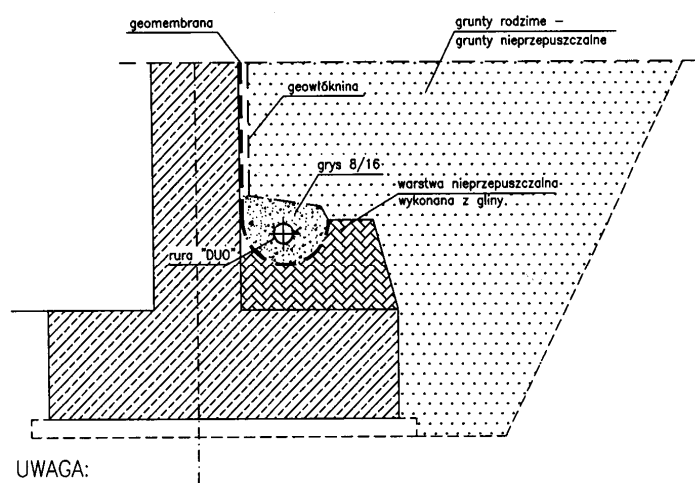 geomembrana
grunty rodzime –
grunty nieprzepuszczalne
geowłóknina
grys 8/16
warstwa nieprzepuszczalna
wykonana z gliny
rura "DUO"
UWAGA: